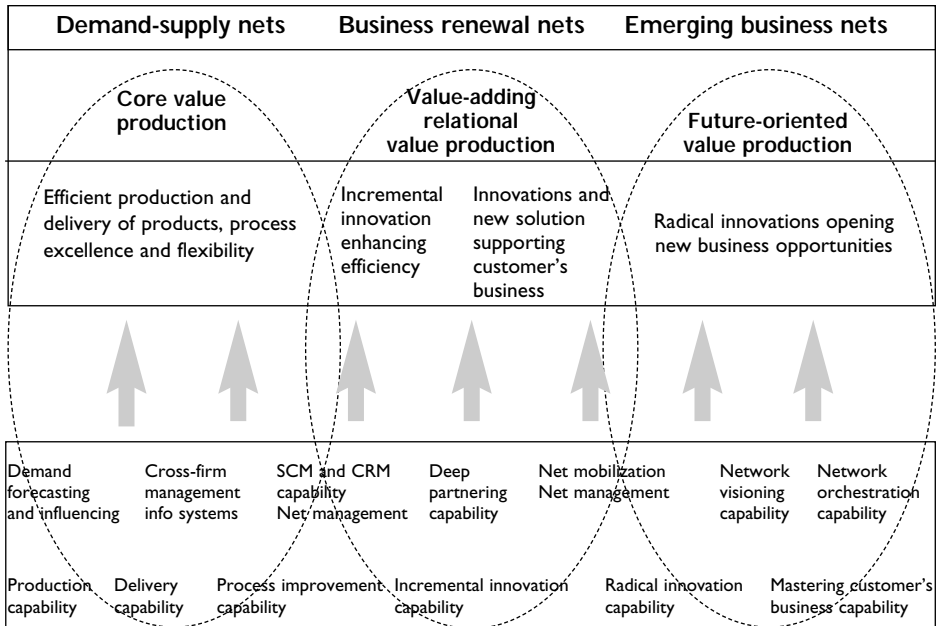 Demand-supply nets
Business renewal nets
Emerging business nets
Core value
production
Value-adding
relational
value production
Future-oriented
value production
Efficient production and
delivery of products, process
excellence and flexibility
Incremental
innovation
enhancing
efficiency
Innovations and
new solution
supporting
customer's
business
Radical innovations opening
new business opportunities
Demand
forecasting
and influencing
Cross-firm
management
info systems
SCM and CRM
capability
Net management
Deep
partnering
capability
Net mobilization
Net management
Network
visioning
capability
Network
orchestration
capability
Production
capability
Delivery
capability
Process improvement
capability
Incremental innovation
capability
Radical innovation
capability
Mastering customer's
business capability